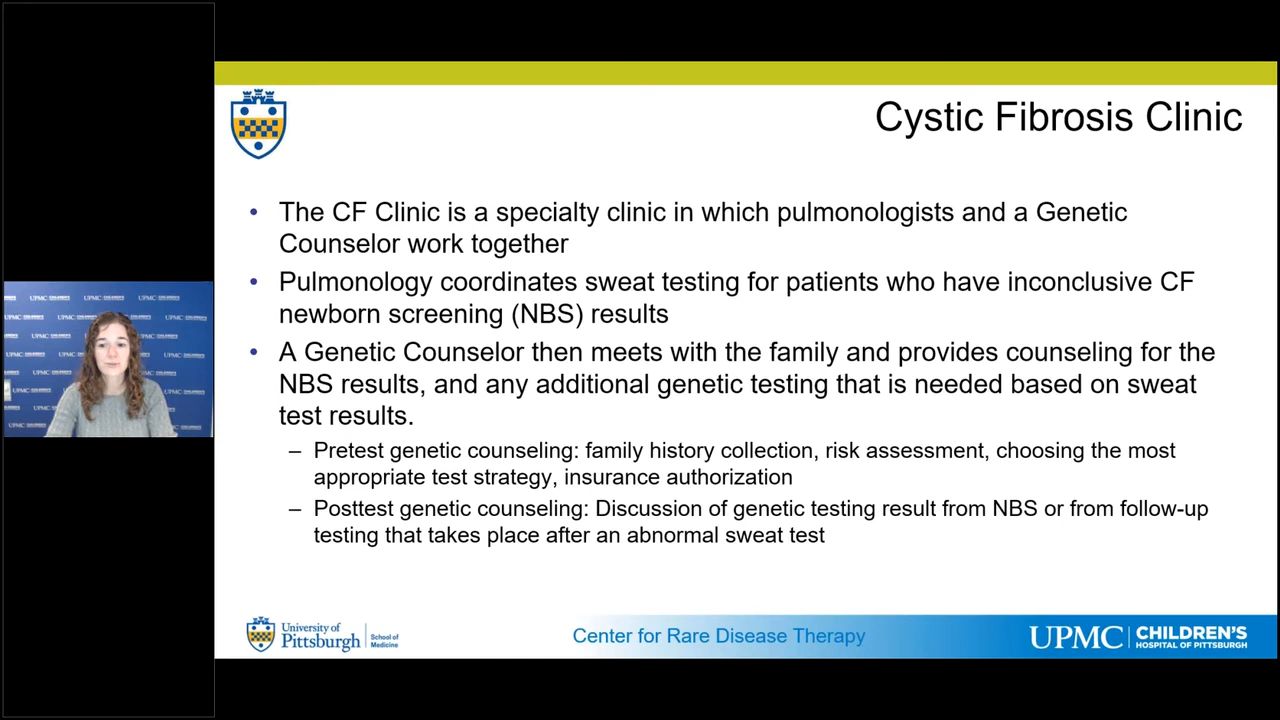 Cystic Fibrosis Clinic
• The CF Clinic is a specialty clinic in which pulmonologists and a Genetic
Counselor work together
• Pulmonology coordinates sweat testing for patients who have inconclusive CF
newborn screening (NBS) results
• A Genetic Counselor then meets with the family and provides counseling for the
NBS results, and any additional genetic testing that is needed based on sweat
test results.
– Pretest genetic counseling: family history collection, risk assessment, choosing the most
appropriate test strategy, insurance authorization
– Posttest genetic counseling: Discussion of genetic testing result from NBS or from follow-up
testing that takes place after an abnormal sweat test
University of
Pittsburgh
School of
Medicine
Center for Rare Disease Therapy
UPMC
CHILDREN'S
HOSPITAL OF PITTSBURGH